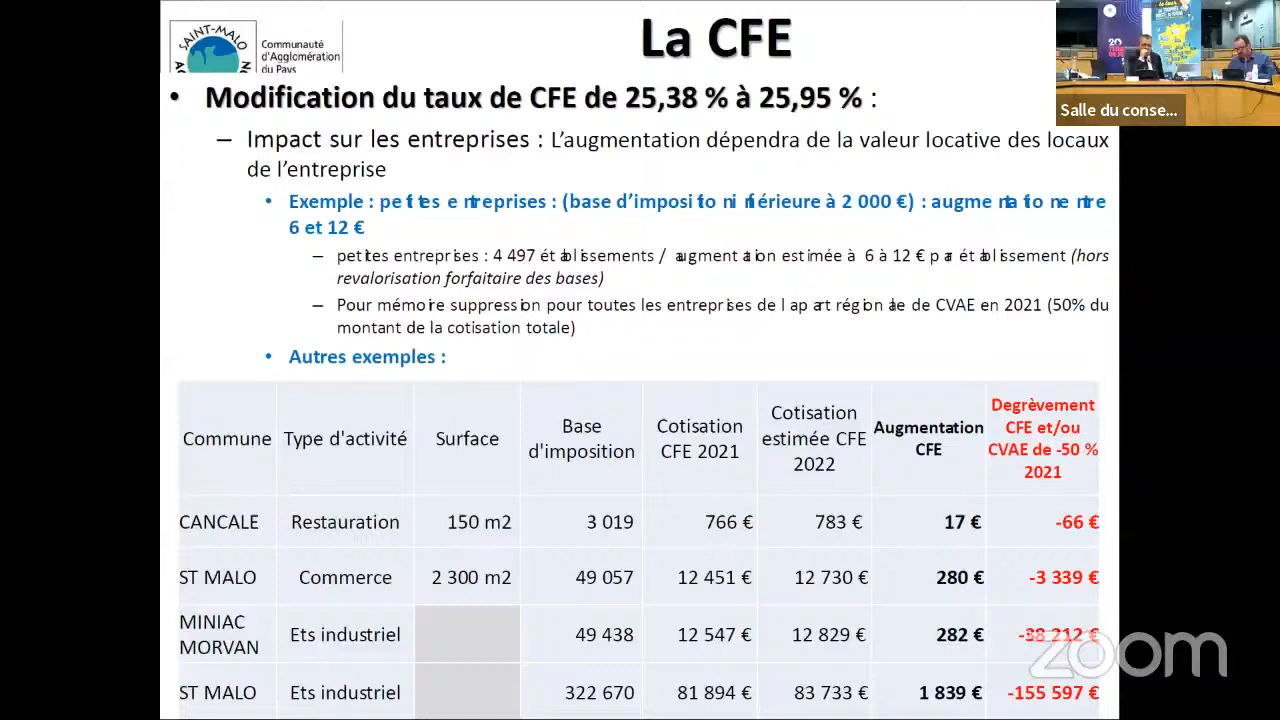 SAINT-MALO
Communauté
d'Agglomération
du Pays
La CFE
Salle du conse...
• Modification du taux de CFE de 25,38 % à 25,95 % :
– Impact sur les entreprises : L'augmentation dépendra de la valeur locative des locaux
de l'entreprise
• Exemple : petites entreprises : (base d'imposition inférieure à 2 000 €) : augmentation entre
6 et 12 €
– petites entreprises : 4 497 établissements / augmentation estimée à 6 à 12 € par établissement (hors
revalorisation forfaitaire des bases)
– Pour mémoire suppression pour toutes les entreprises de la part régionale de CVAE en 2021 (50% du
montant de la cotisation totale)
• Autres exemples :
Commune Type d'activité Surface Base d'imposition Cotisation CFE 2021 Cotisation estimée CFE 2022 Augmentation CFE Degrèvement CFE et/ou CVAE de -50 % 2021
CANCALE Restauration 150 m2 3 019 766 € 783 € 17 € -66 €
ST MALO Commerce 2 300 m2 49 057 12 451 € 12 730 € 280 € -3 339 €
MINIAC MORVAN Ets industriel 49 438 12 547 € 12 829 € 282 € -38 212 €
ST MALO Ets industriel 322 670 81 894 € 83 733 € 1 839 € -155 597 €
zoom